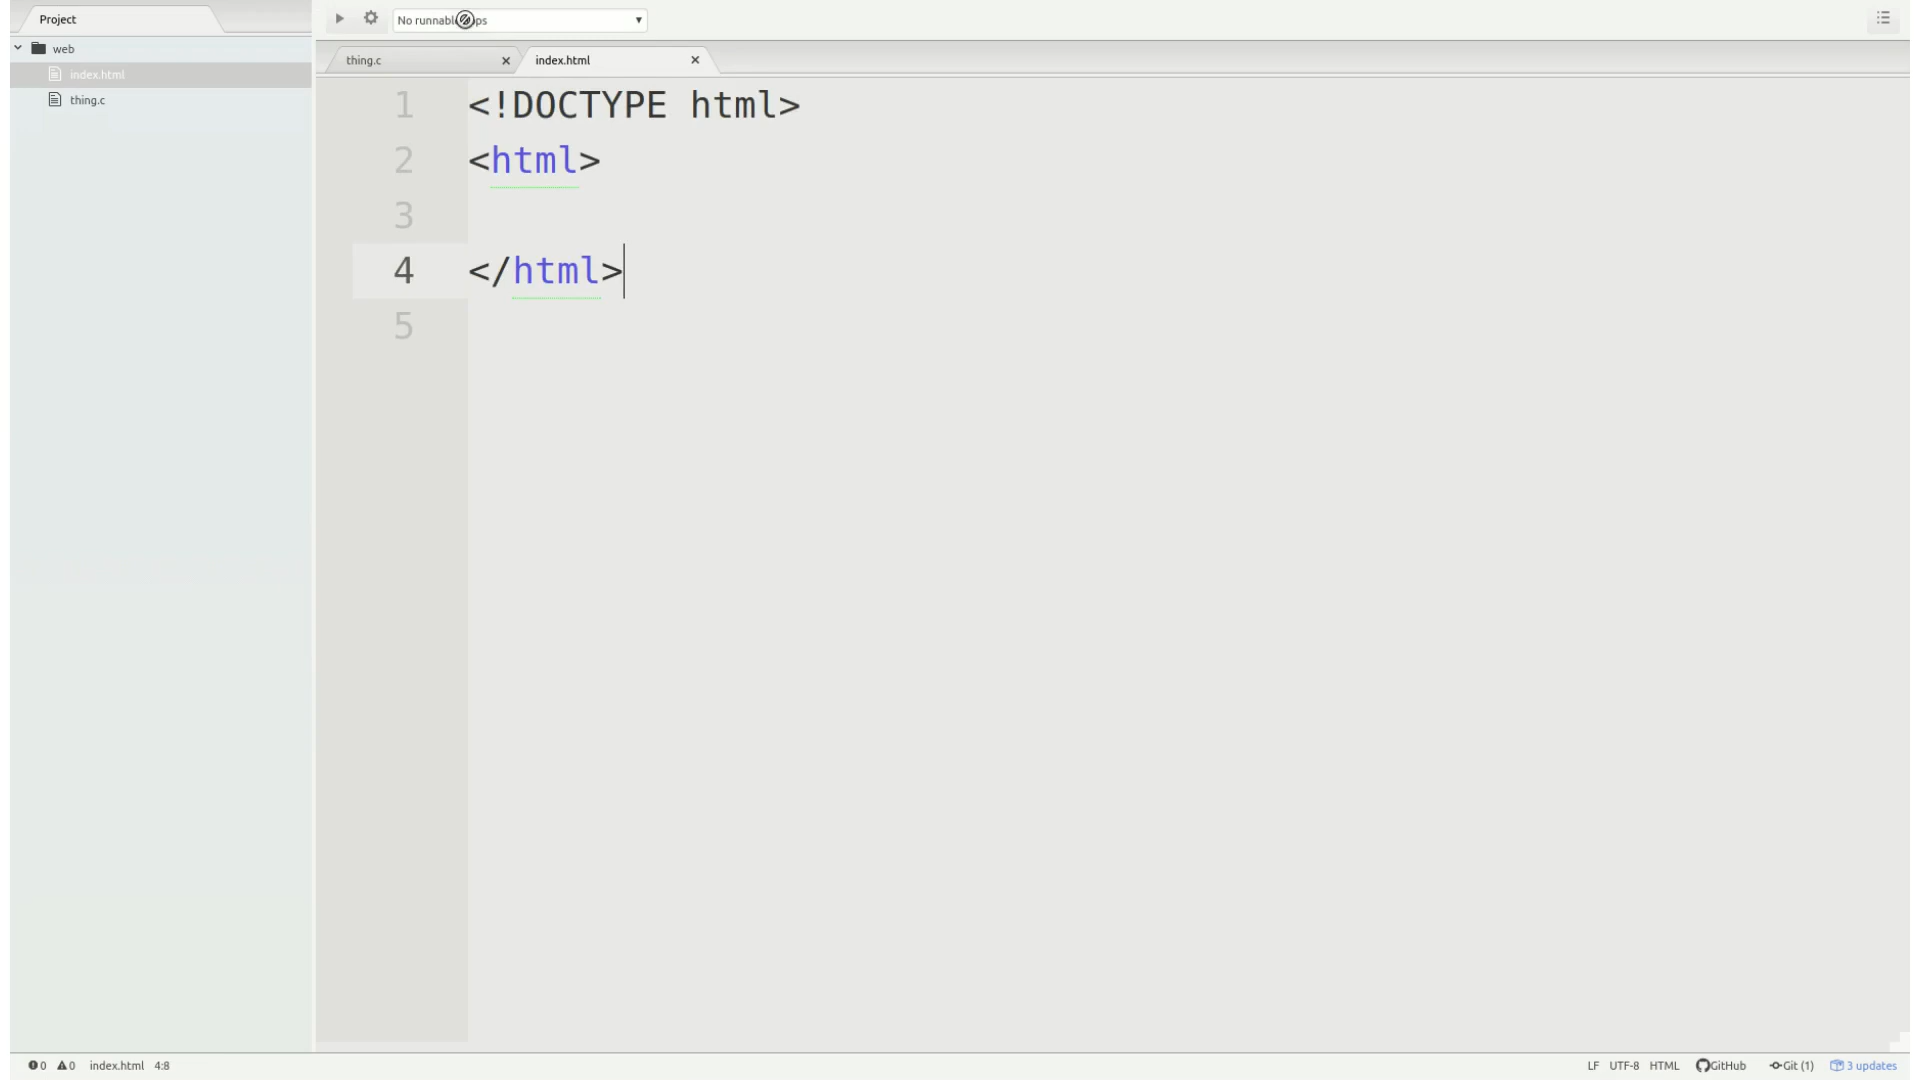 Project
No runnable ps
web
index.html
thing.c
thing.c
index.html
1 <!DOCTYPE html>
2 <html>
3
4 </html>
5
0 0 index.html 4:8
LF UTF-8 HTML GitHub Git (1) 3 updates